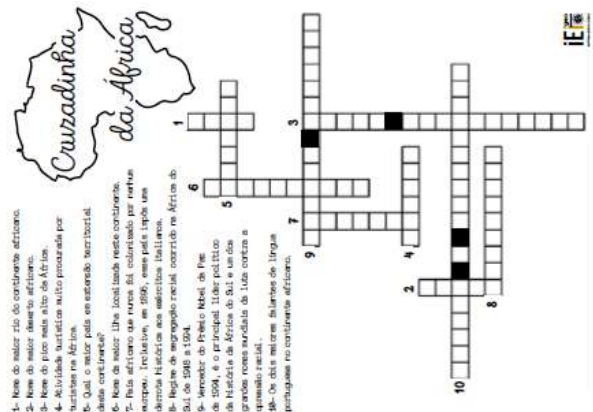 Cruzadinha
da África
1- Nome do maior rio do continente africano.
2- Nome do maior deserto africano.
3- Nome do pico mais alto da África.
4- Atividade turística muito procurada por
turistas na África.
5- Qual o maior país em extensão territorial
deste continente?
6- Nome da maior ilha localizada neste continente.
7- País africano que nunca foi colonizado por nenhum
europeu. Inclusive, em 1896, esse país impôs uma
derrota histórica aos exércitos italianos.
8- Regime de segregação racial ocorrido na África do
Sul de 1948 a 1994.
9- Vencedor do Prêmio Nobel da Paz
de 1994, é o principal líder político
da história da África do Sul e um dos
grandes nomes mundiais da luta contra a
opressão racial.
10- Os dois maiores falantes de língua
portuguesa no continente africano.
1
2
3
4
5
6
7
8
9
10
iEI